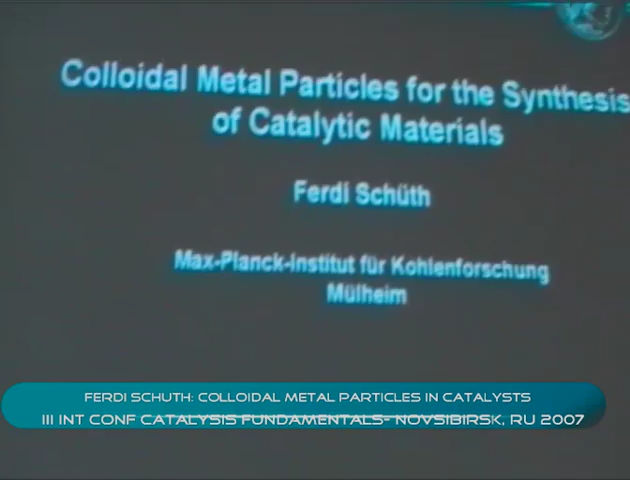 Colloidal Metal Particles for the Synthesis
of Catalytic Materials
Ferdi Schüth
Max-Planck-Institut für Kohlenforschung
Mülheim
FERDI SCHUTH: COLLOIDAL METAL PARTICLES IN CATALYSTS
III INT CONF CATALYSIS FUNDAMENTALS- NOVSIBIRSK, RU 2007